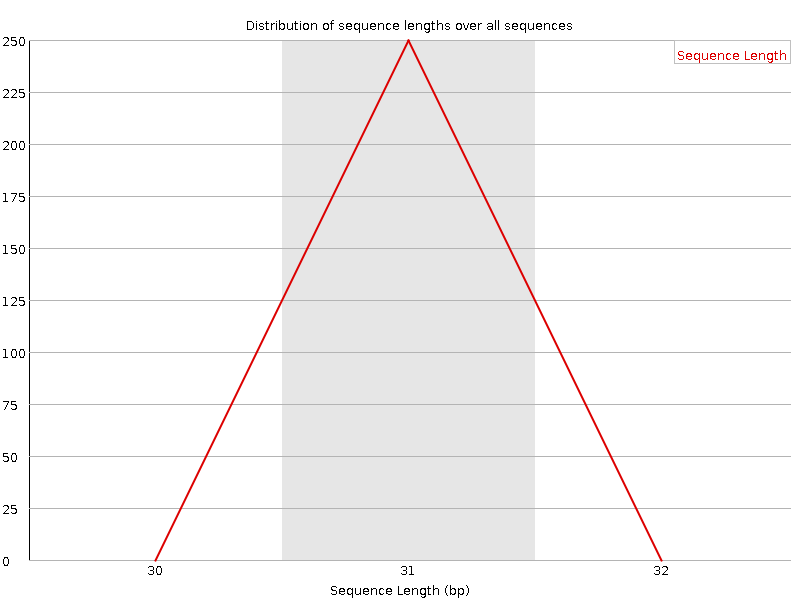 Distribution of sequence lengths over all sequences
Sequence Length
250
225
200
175
150
125
100
75
50
25
0
30 31 32
Sequence Length (bp)